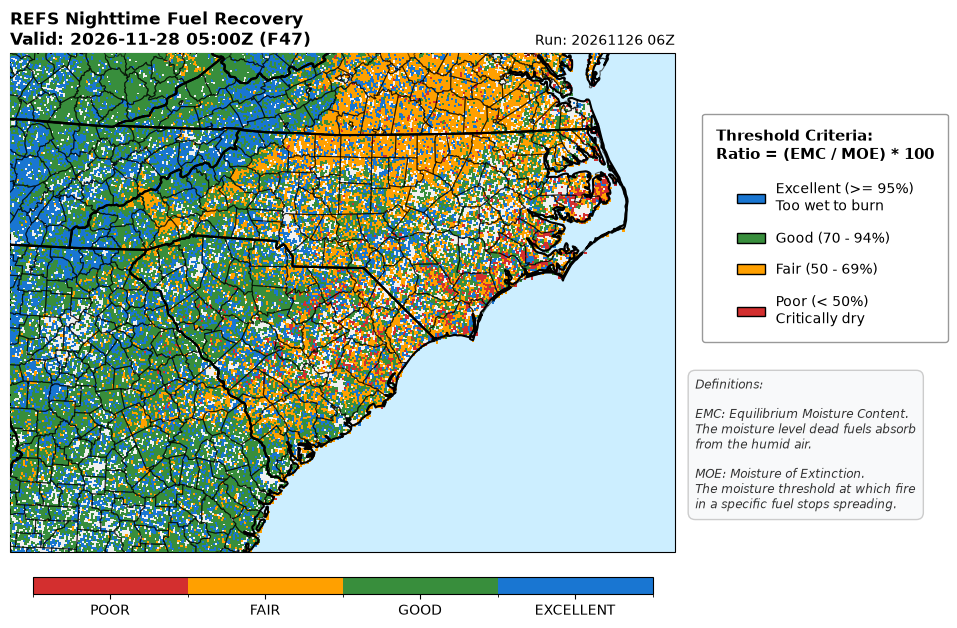 REFS Nighttime Fuel Recovery
Valid: 2026-11-28 05:00Z (F47)
Run: 20261126 06Z
Threshold Criteria:
Ratio = (EMC / MOE) * 100
Excellent (>= 95%)
Too wet to burn
Good (70 - 94%)
Fair (50 - 69%)
Poor (< 50%)
Critically dry
Definitions:
EMC: Equilibrium Moisture Content.
The moisture level dead fuels absorb
from the humid air.
MOE: Moisture of Extinction.
The moisture threshold at which fire
in a specific fuel stops spreading.
POOR FAIR GOOD EXCELLENT